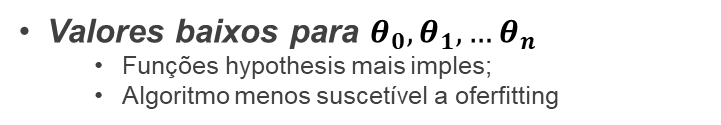 • Valores baixos para θ₀, θ₁, ... θₙ
• Funções hypothesis mais imples;
• Algoritmo menos suscetível a oferfitting